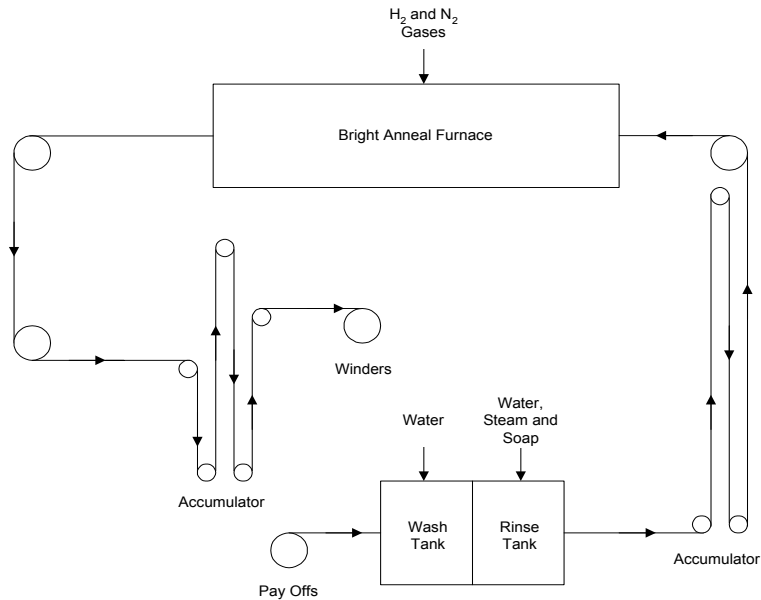 H₂ and N₂
Gases
Bright Anneal Furnace
Winders
Water
Water,
Steam and
Soap
Accumulator
Wash
Tank
Rinse
Tank
Accumulator
Pay Offs